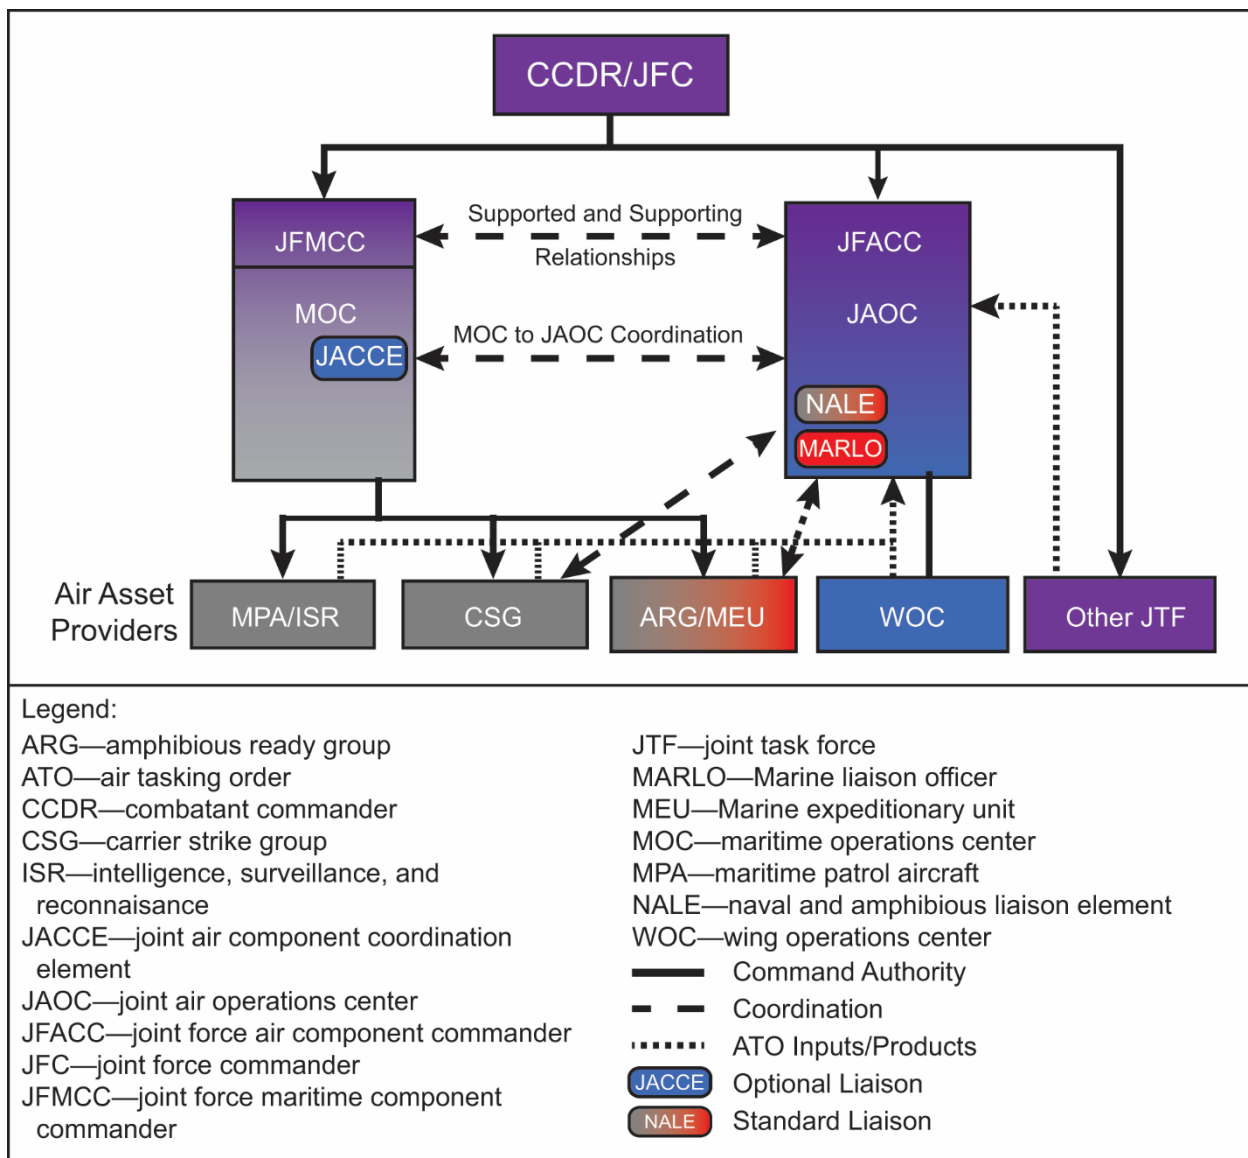 CCDR/JFC
Supported and Supporting
Relationships
JFMCC
JFACC
MOC
JAOC
JACCE
MOC to JAOC Coordination
NALE
MARLO
Air Asset
Providers
MPA/ISR
CSG
ARG/MEU
WOC
Other JTF
Legend:
ARG—amphibious ready group
ATO—air tasking order
CCDR—combatant commander
CSG—carrier strike group
ISR—intelligence, surveillance, and
reconnaisance
JACCE—joint air component coordination
element
JAOC—joint air operations center
JFACC—joint force air component commander
JFC—joint force commander
JFMCC—joint force maritime component
commander
JTF—joint task force
MARLO—Marine liaison officer
MEU—Marine expeditionary unit
MOC—maritime operations center
MPA—maritime patrol aircraft
NALE—naval and amphibious liaison element
WOC—wing operations center
Command Authority
Coordination
ATO Inputs/Products
JACCE Optional Liaison
NALE Standard Liaison